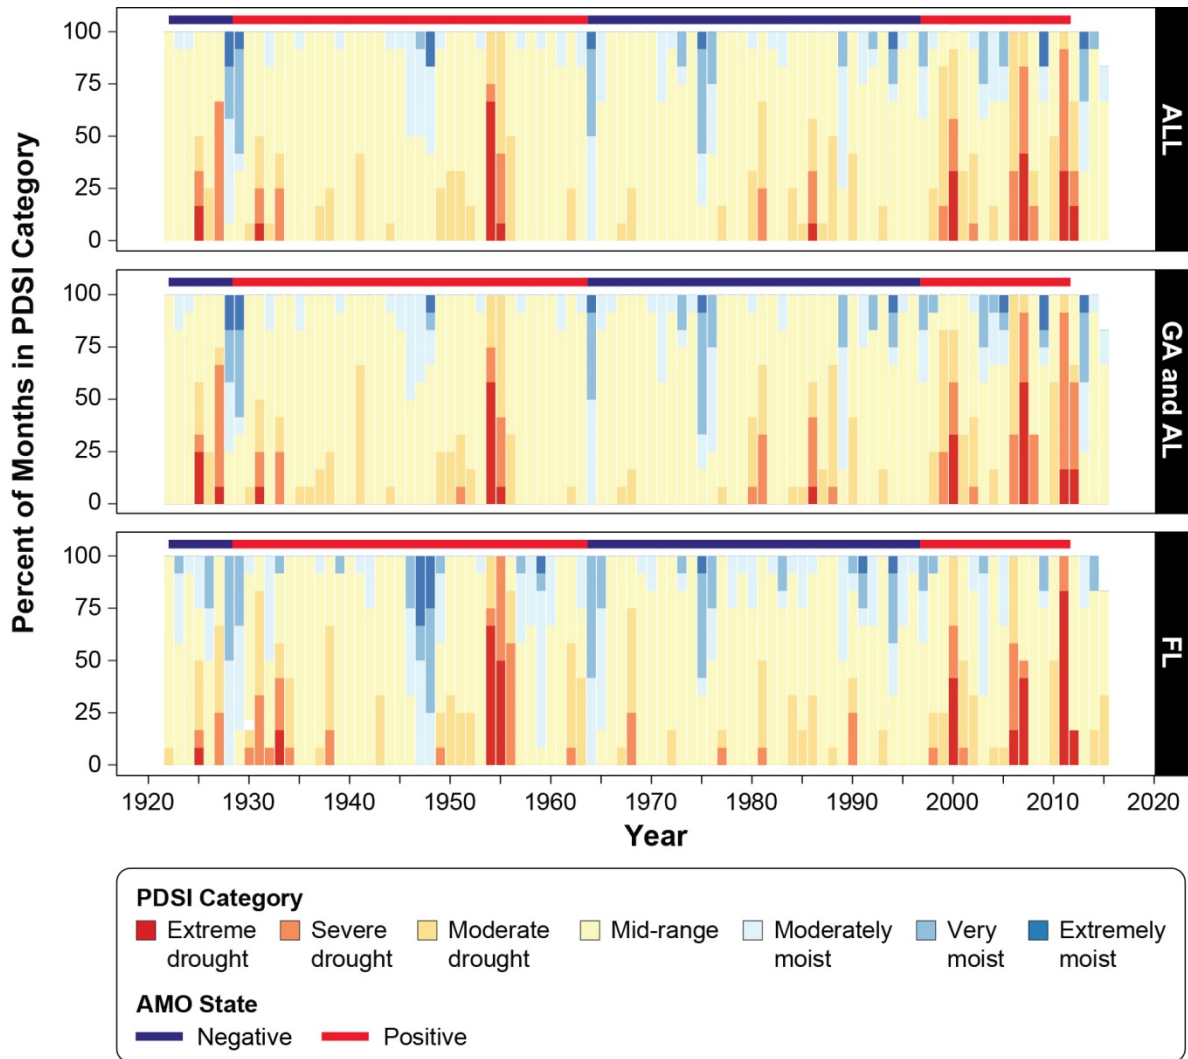 Percent of Months in PDSI Category
100
75
50
25
0
ALL
100
75
50
25
0
GA and AL
100
75
50
25
0
FL
1920 1930 1940 1950 1960 1970 1980 1990 2000 2010 2020
Year
PDSI Category
Extreme drought
Severe drought
Moderate drought
Mid-range
Moderately moist
Very moist
Extremely moist
AMO State
Negative Positive